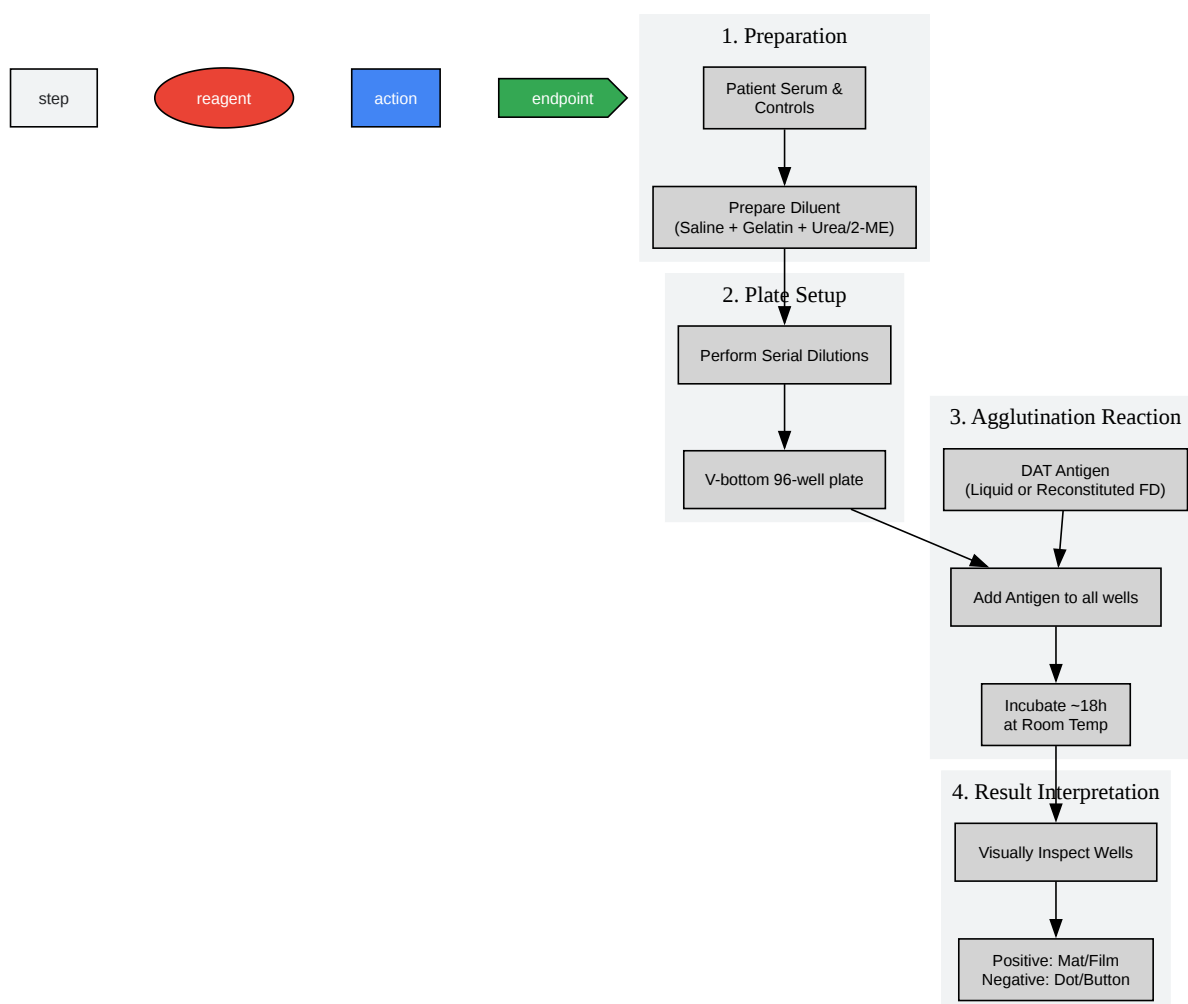 step
reagent
action
endpoint
1. Preparation
Patient Serum &
Controls
Prepare Diluent
(Saline + Gelatin + Urea/2-ME)
2. Plate Setup
Perform Serial Dilutions
V-bottom 96-well plate
3. Agglutination Reaction
DAT Antigen
(Liquid or Reconstituted FD)
Add Antigen to all wells
Incubate ~18h
at Room Temp
4. Result Interpretation
Visually Inspect Wells
Positive: Mat/Film
Negative: Dot/Button